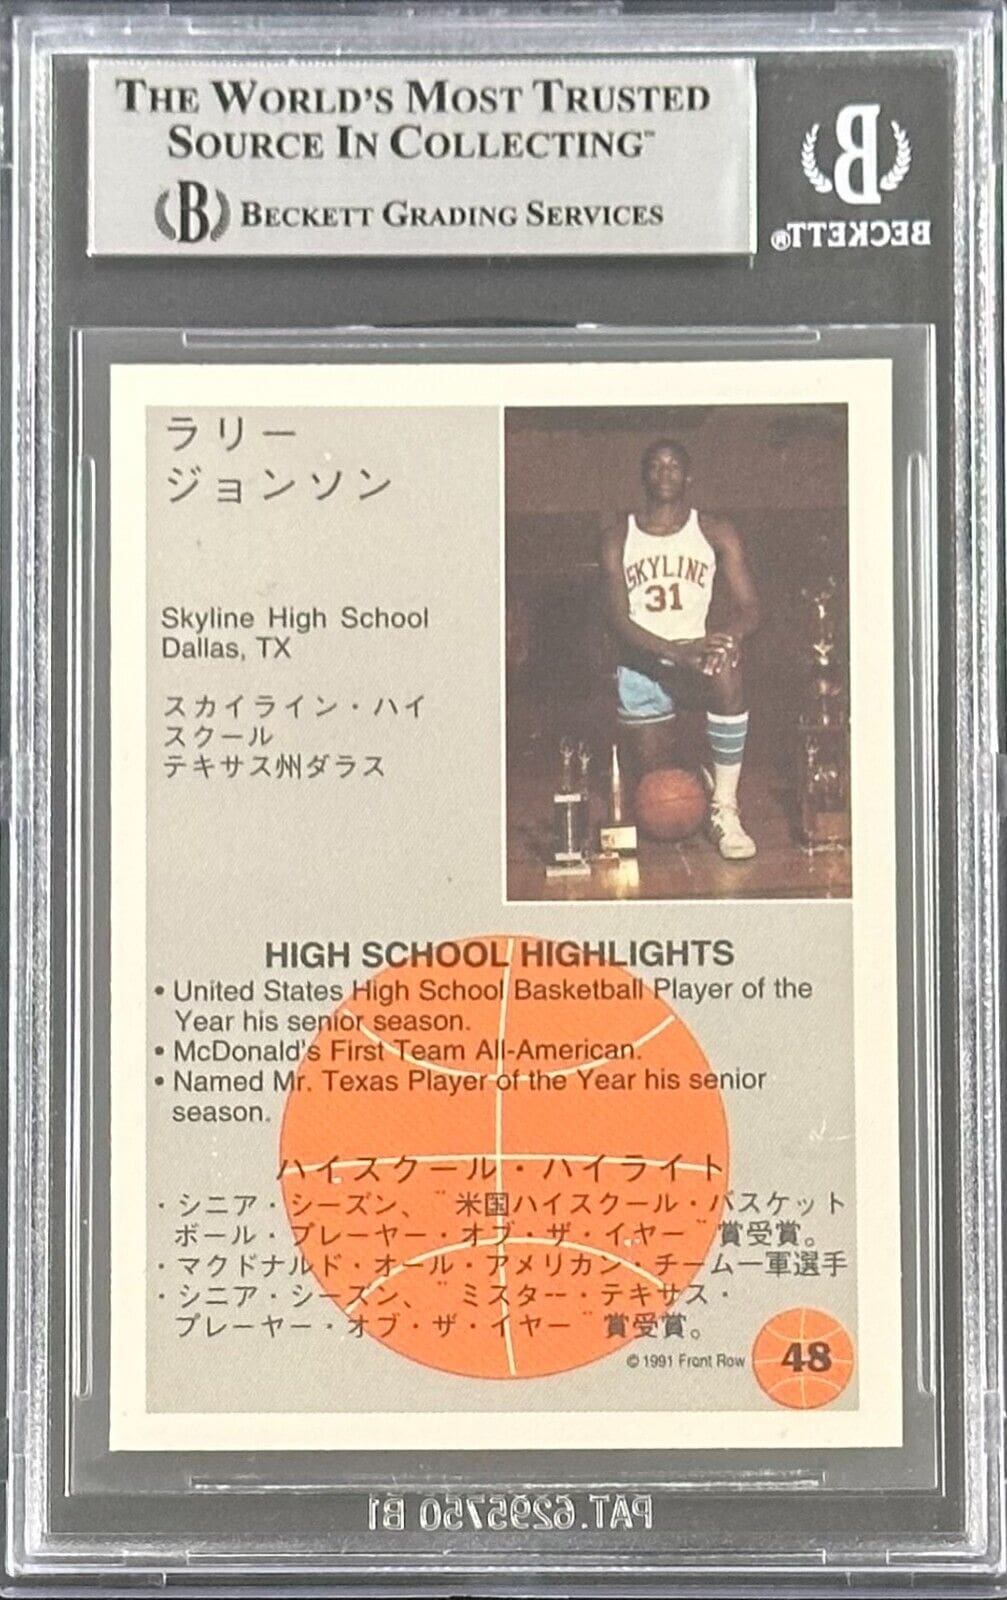 THE WORLD'S MOST TRUSTED
SOURCE IN COLLECTING™
B BECKETT GRADING SERVICES
B
BECKETT®
ラリー
ジョンソン
Skyline High School
Dallas, TX
スカイライン・ハイ
スクール
テキサス州ダラス
SKYLINE
31
HIGH SCHOOL HIGHLIGHTS
• United States High School Basketball Player of the
Year his senior season.
• McDonald's First Team All-American.
• Named Mr. Texas Player of the Year his senior
season.
ハイスクール・ハイライト
・シニア・シーズン、"米国ハイスクール・バスケット
ボール・プレーヤー・オブ・ザ・イヤー"賞受賞。
・マクドナルド・オール・アメリカン・チーム一軍選手
・シニア・シーズン、"ミスター・テキサス・
プレーヤー・オブ・ザ・イヤー"賞受賞。
© 1991 Front Row
48
PAT. 6295750 B1